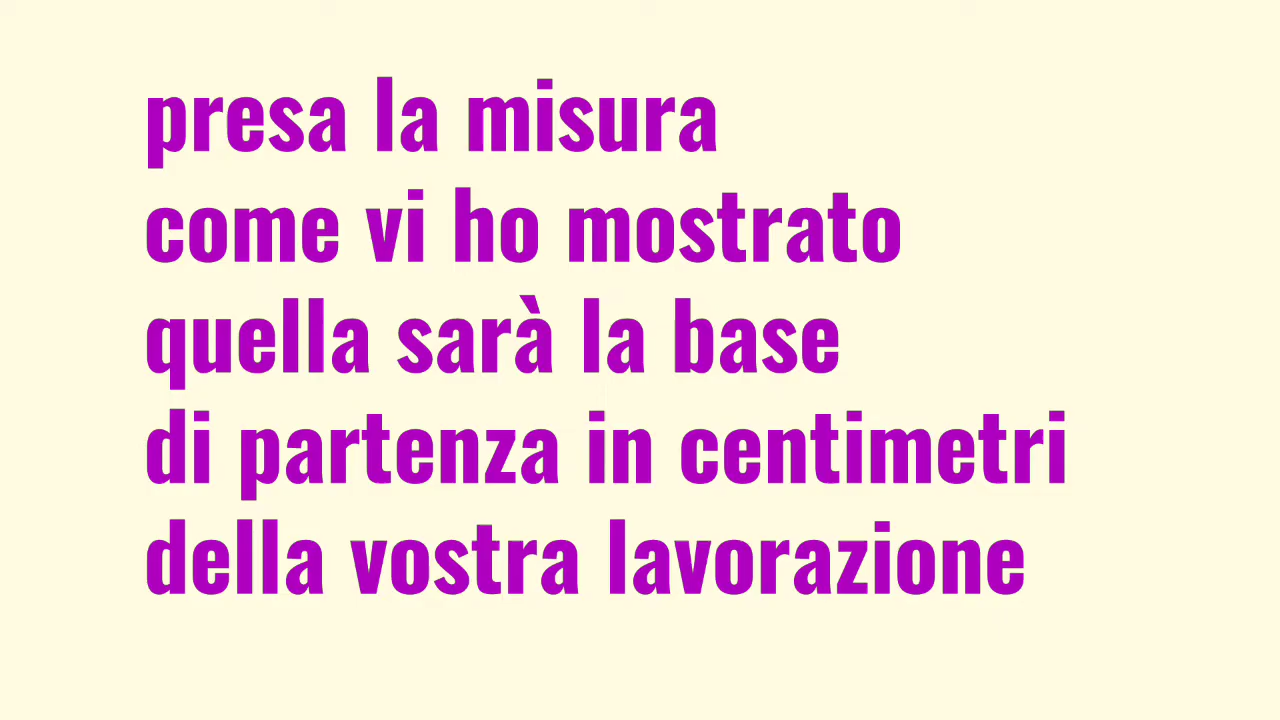 presa la misura
come vi ho mostrato
quella sarà la base
di partenza in centimetri
della vostra lavorazione